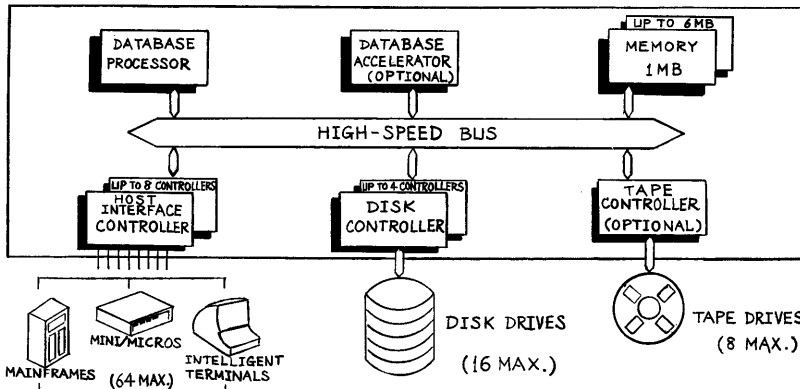 DATABASE
PROCESSOR
DATABASE
ACCELERATOR
(OPTIONAL)
UP TO 6MB
MEMORY
1MB
HIGH-SPEED BUS
UP TO 8 CONTROLLERS
HOST
INTERFACE
CONTROLLER
UP TO 4 CONTROLLERS
DISK
CONTROLLER
TAPE
CONTROLLER
(OPTIONAL)
MAINFRAMES
MINI/MICROS
(64 MAX.)
INTELLIGENT
TERMINALS
DISK DRIVES
(16 MAX.)
TAPE DRIVES
(8 MAX.)